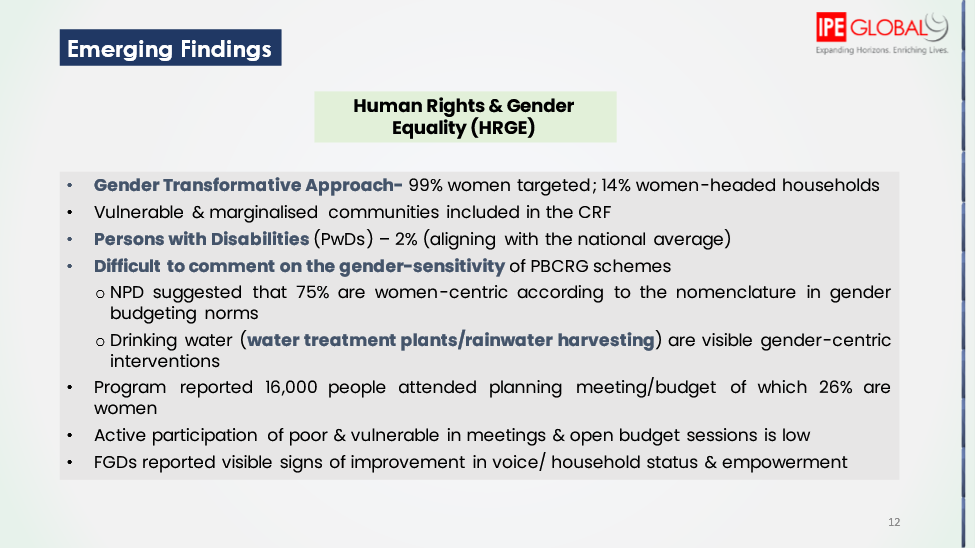 IPE GLOBAL
Expanding Horizons. Enriching Lives.
Emerging Findings
Human Rights & Gender
Equality (HRGE)
• Gender Transformative Approach- 99% women targeted; 14% women-headed households
• Vulnerable & marginalised communities included in the CRF
• Persons with Disabilities (PwDs) – 2% (aligning with the national average)
• Difficult to comment on the gender-sensitivity of PBCRG schemes
o NPD suggested that 75% are women-centric according to the nomenclature in gender
budgeting norms
o Drinking water (water treatment plants/rainwater harvesting) are visible gender-centric
interventions
• Program reported 16,000 people attended planning meeting/budget of which 26% are
women
• Active participation of poor & vulnerable in meetings & open budget sessions is low
• FGDs reported visible signs of improvement in voice/ household status & empowerment
12